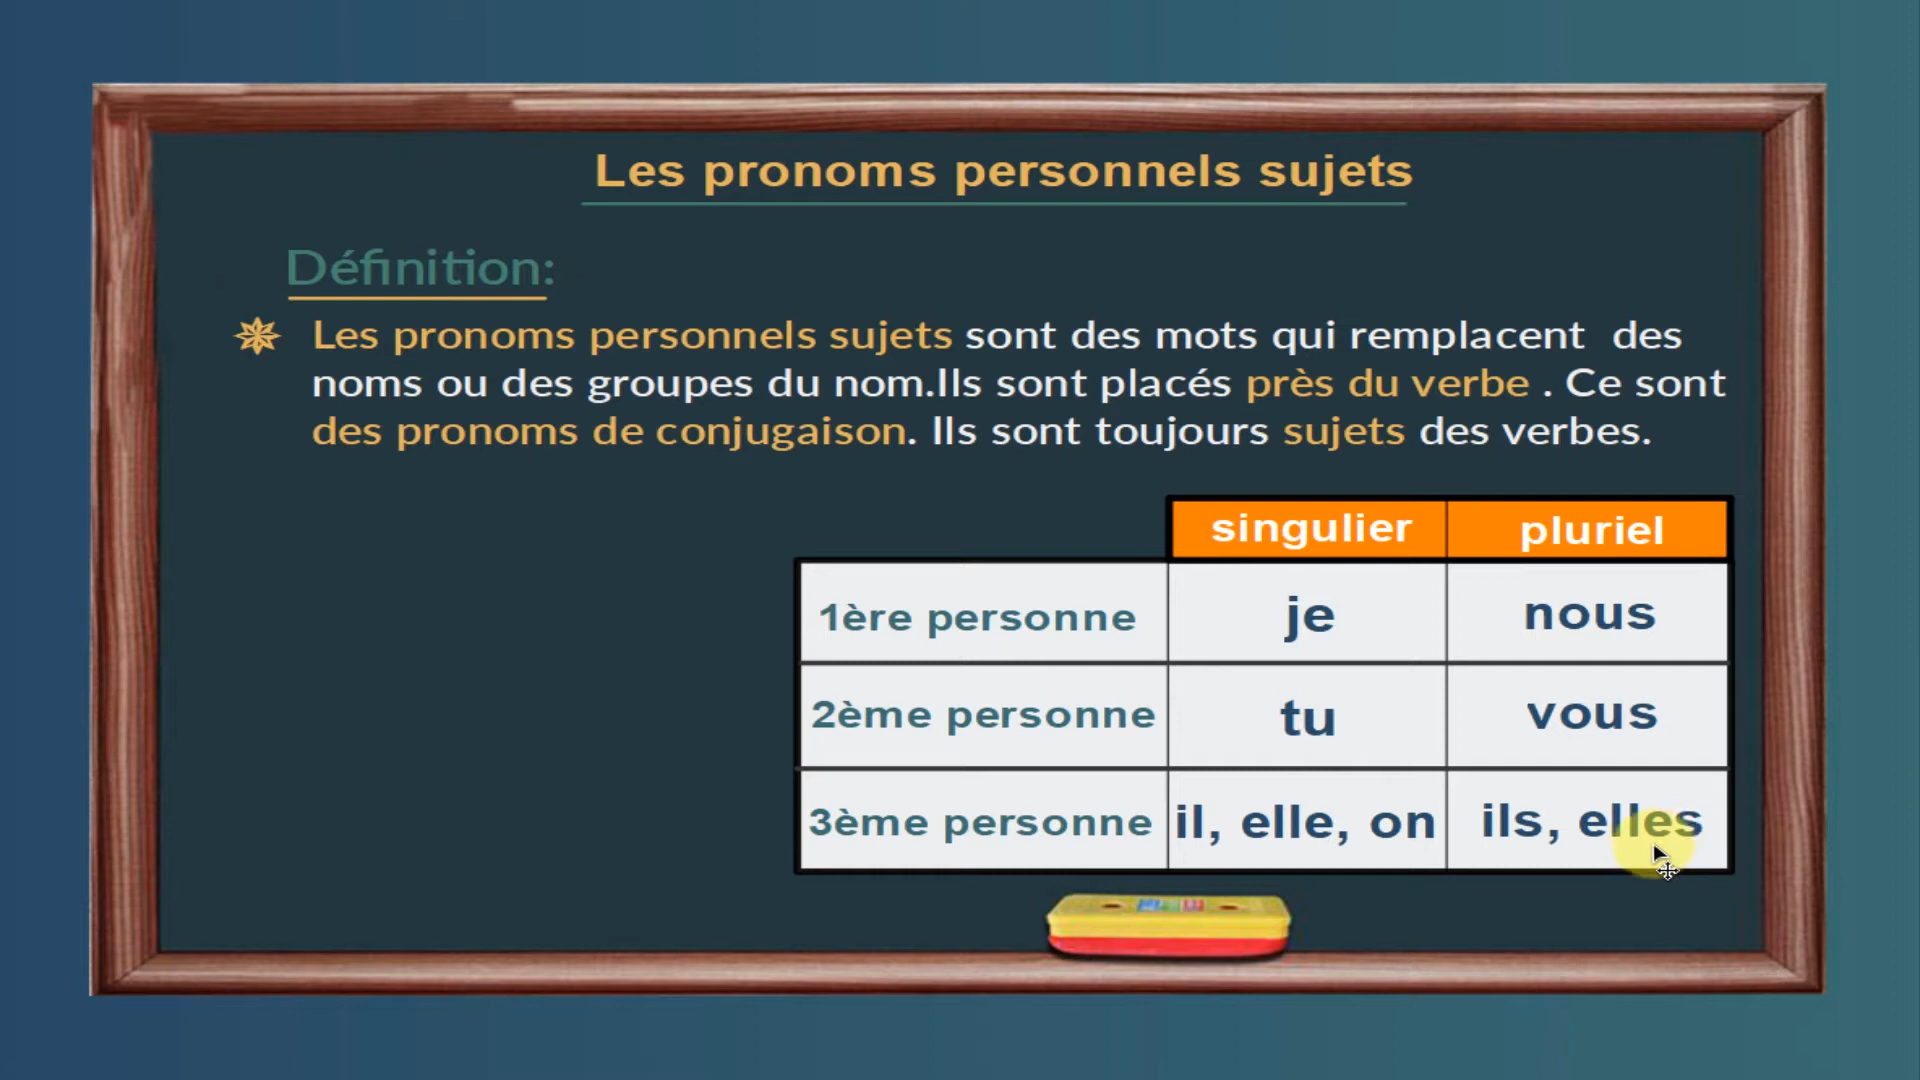 Les pronoms personnels sujets
Définition:
Les pronoms personnels sujets sont des mots qui remplacent des
noms ou des groupes du nom.Ils sont placés près du verbe . Ce sont
des pronoms de conjugaison. Ils sont toujours sujets des verbes.
singulier pluriel
1ère personne je nous
2ème personne tu vous
3ème personne il, elle, on ils, elles